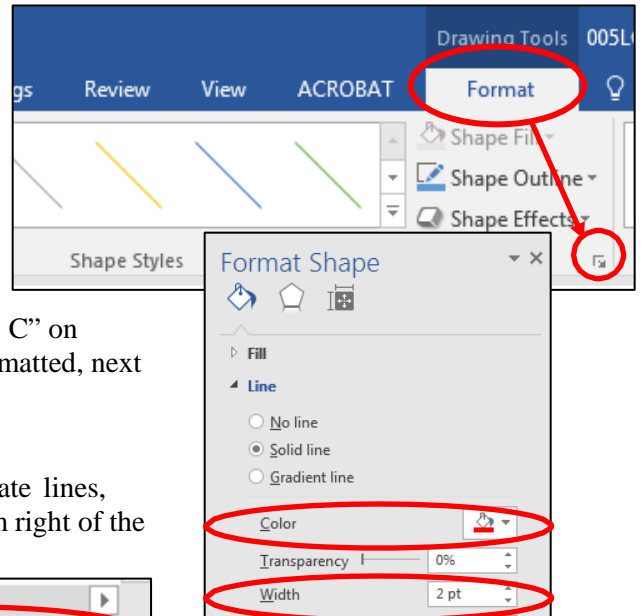 Drawing Tools 005L
gs Review View ACROBAT Format
Shape Fill
Shape Outline
Shape Effects
Shape Styles
Format Shape
C” on
matted, next
Fill
Line
No line
Solid line
Gradient line
ate lines,
n right of the
Color
Transparency 0%
Width 2 pt